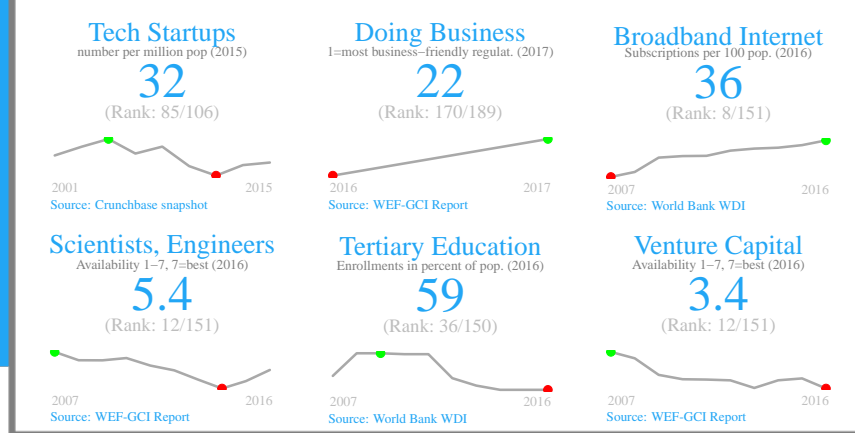 Tech Startups
number per million pop (2015)
32
(Rank: 85/106)
2001 2015
Source: Crunchbase snapshot
Doing Business
1=most business−friendly regulat. (2017)
22
(Rank: 170/189)
2016 2017
Source: WEF-GCI Report
Broadband Internet
Subscriptions per 100 pop. (2016)
36
(Rank: 8/151)
2007 2016
Source: World Bank WDI
Scientists, Engineers
Availability 1−7, 7=best (2016)
5.4
(Rank: 12/151)
2007 2016
Source: WEF-GCI Report
Tertiary Education
Enrollments in percent of pop. (2016)
59
(Rank: 36/150)
2007 2016
Source: World Bank WDI
Venture Capital
Availability 1−7, 7=best (2016)
3.4
(Rank: 12/151)
2007 2016
Source: WEF-GCI Report